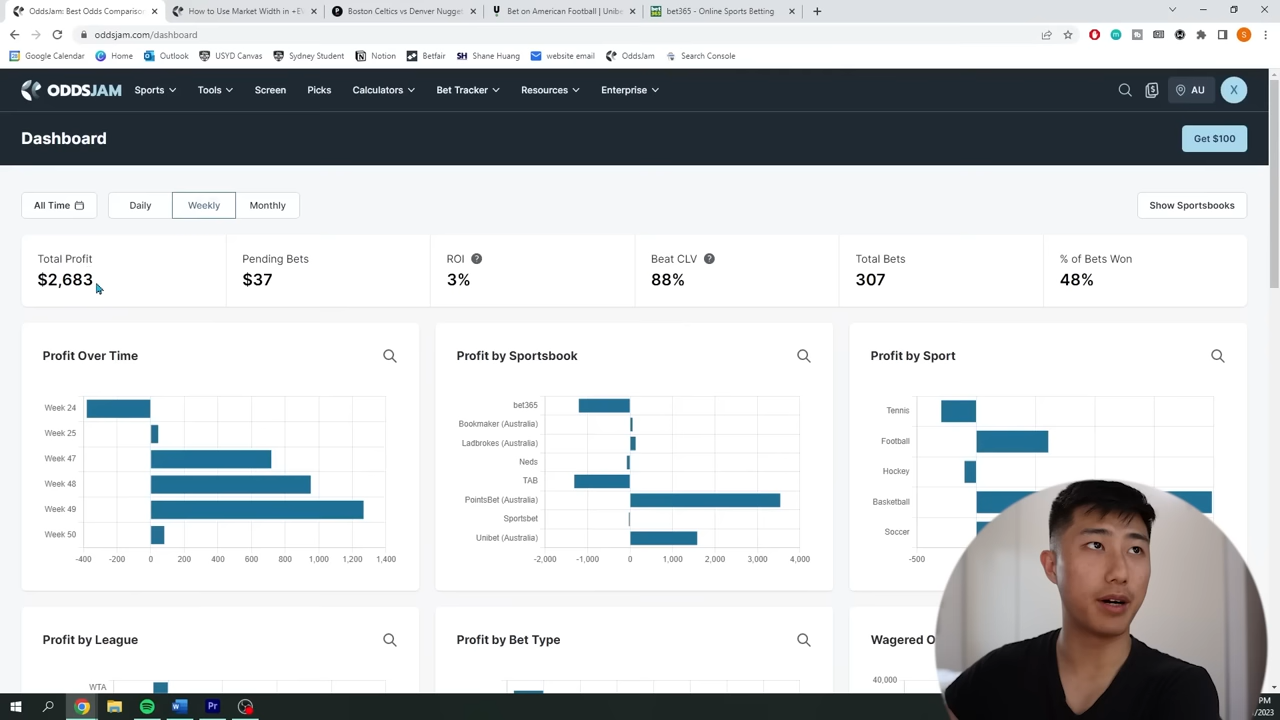 OddsJam: Best Odds Comparison
How to Use Market Width in +EV
Boston Celtics vs Denver Nugget
Bet on American Football | Unibe
bet365 - Online Sports Betting
oddsjam.com/dashboard
Google Calendar
Home
Outlook
USYD Canvas
Sydney Student
Notion
Betfair
Shane Huang
website email
OddsJam
Search Console
ODDSJAM
Sports
Tools
Screen
Picks
Calculators
Bet Tracker
Resources
Enterprise
AU
X
Dashboard
Get $100
All Time
Daily
Weekly
Monthly
Show Sportsbooks
Total Profit
$2,683
Pending Bets
$37
ROI
3%
Beat CLV
88%
Total Bets
307
% of Bets Won
48%
Profit Over Time
Week 24
Week 25
Week 47
Week 48
Week 49
Week 50
-400 -200 0 200 400 600 800 1,000 1,200 1,400
Profit by Sportsbook
bet365
Bookmaker (Australia)
Ladbrokes (Australia)
Neds
TAB
PointsBet (Australia)
Sportsbet
Unibet (Australia)
-2,000 -1,000 0 1,000 2,000 3,000 4,000
Profit by Sport
Tennis
Football
Hockey
Basketball
Soccer
-500
Profit by League
WTA
Profit by Bet Type
Wagered O
40,000
PM
/2023